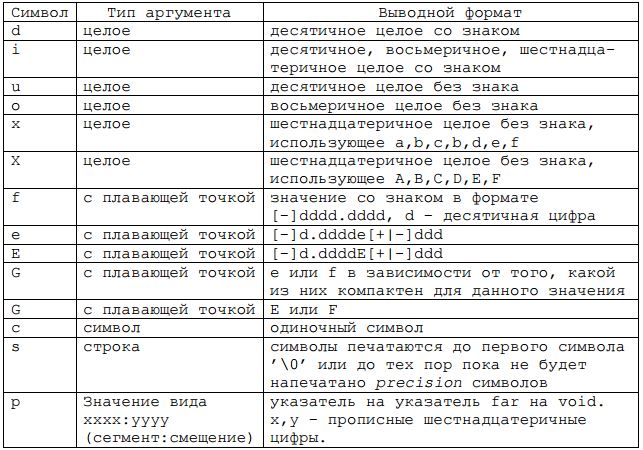 Символ Тип аргумента Выводной формат
d целое десятичное целое со знаком
i целое десятичное, восьмеричное, шестнадца-
теричное целое со знаком
u целое десятичное целое без знака
o целое восьмеричное целое без знака
x целое шестнадцатеричное целое без знака,
использующее a,b,c,b,d,e,f
X целое шестнадцатеричное целое без знака,
использующее A,B,C,D,E,F
f с плавающей точкой значение со знаком в формате
[-]dddd.dddd, d - десятичная цифра
e с плавающей точкой [-]d.dddde[+|-]ddd
E с плавающей точкой [-]d.ddddE[+|-]ddd
G с плавающей точкой e или f в зависимости от того, какой
из них компактен для данного значения
G с плавающей точкой E или F
c символ одиночный символ
s строка символы печатаются до первого символа
’\0’ или до тех пор пока не будет
напечатано precision символов
p Значение вида указатель на указатель far на void.
xxxx:yyyy x,y - прописные шестнадцатеричные
(сегмент:смещение) цифры.